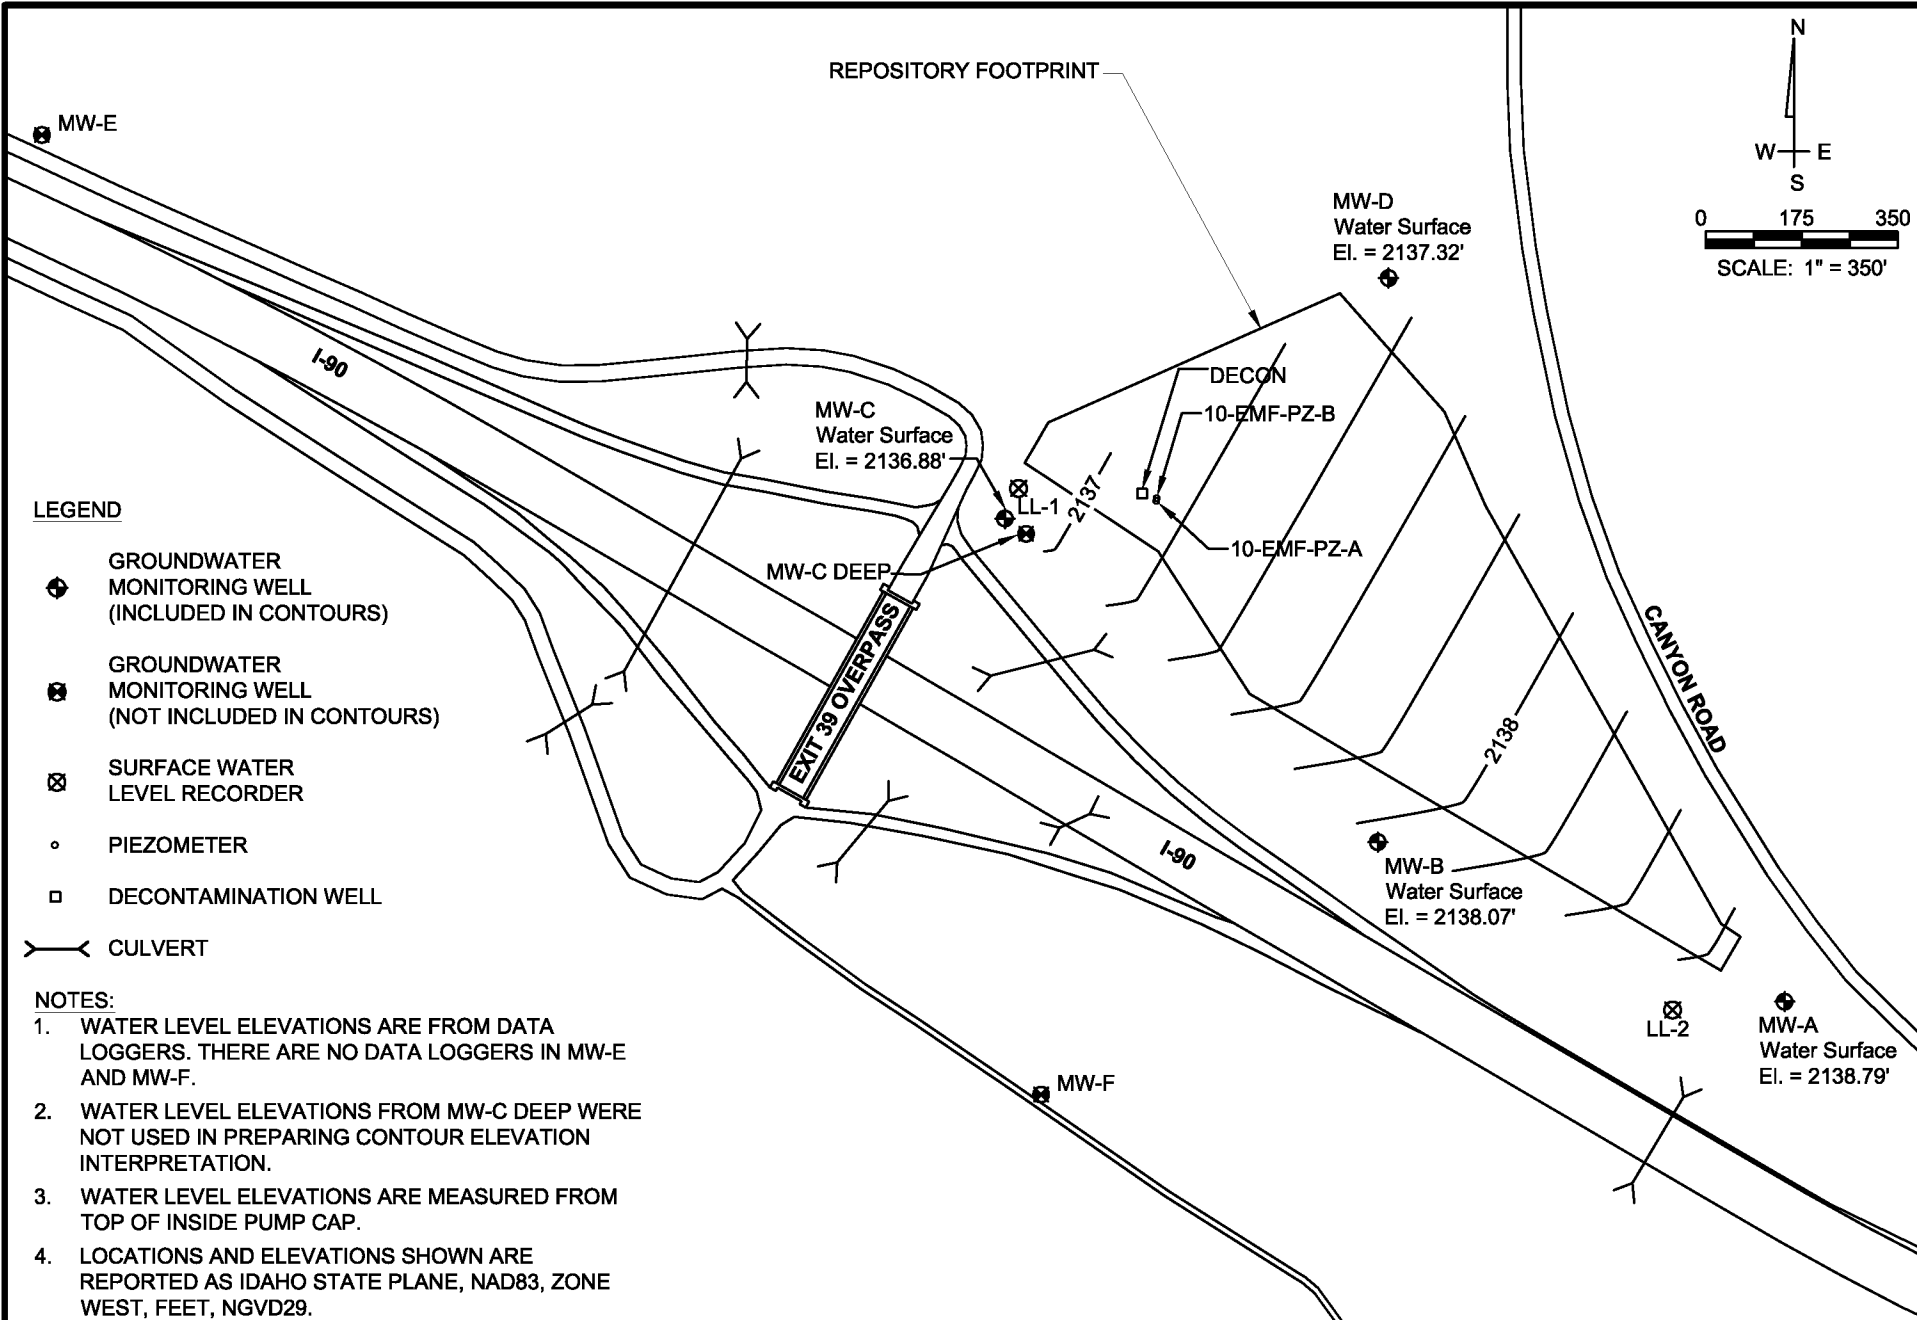 REPOSITORY FOOTPRINT
N
W E
S
0 175 350
SCALE: 1" = 350'
MW-E
MW-D
Water Surface
El. = 2137.32'
I-90
MW-C
Water Surface
El. = 2136.88'
DECON
10-EMF-PZ-B
2137
LL-1
10-EMF-PZ-A
MW-C DEEP
EXIT 39 OVERPASS
CANYON ROAD
2138
I-90
MW-B
Water Surface
El. = 2138.07'
LL-2
MW-A
Water Surface
El. = 2138.79'
MW-F
LEGEND
GROUNDWATER
MONITORING WELL
(INCLUDED IN CONTOURS)
GROUNDWATER
MONITORING WELL
(NOT INCLUDED IN CONTOURS)
SURFACE WATER
LEVEL RECORDER
PIEZOMETER
DECONTAMINATION WELL
CULVERT
NOTES:
1. WATER LEVEL ELEVATIONS ARE FROM DATA
LOGGERS. THERE ARE NO DATA LOGGERS IN MW-E
AND MW-F.
2. WATER LEVEL ELEVATIONS FROM MW-C DEEP WERE
NOT USED IN PREPARING CONTOUR ELEVATION
INTERPRETATION.
3. WATER LEVEL ELEVATIONS ARE MEASURED FROM
TOP OF INSIDE PUMP CAP.
4. LOCATIONS AND ELEVATIONS SHOWN ARE
REPORTED AS IDAHO STATE PLANE, NAD83, ZONE
WEST, FEET, NGVD29.